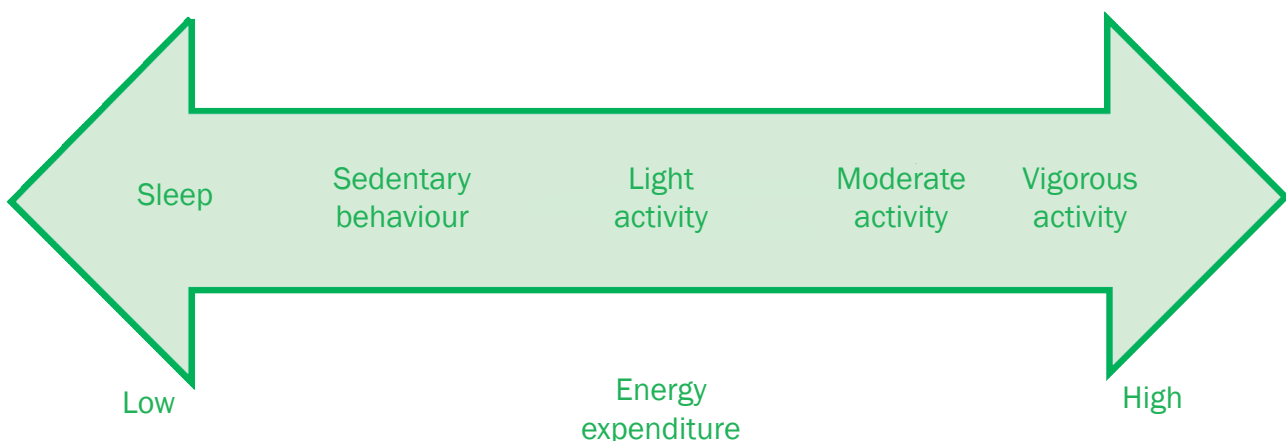 Sleep
Sedentary
behaviour
Light
activity
Moderate
activity
Vigorous
activity
Low
Energy
expenditure
High